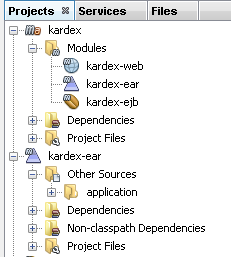 Projects Services Files
kardex
Modules
kardex-web
kardex-ear
kardex-ejb
Dependencies
Project Files
kardex-ear
Other Sources
application
Dependencies
Non-classpath Dependencies
Project Files